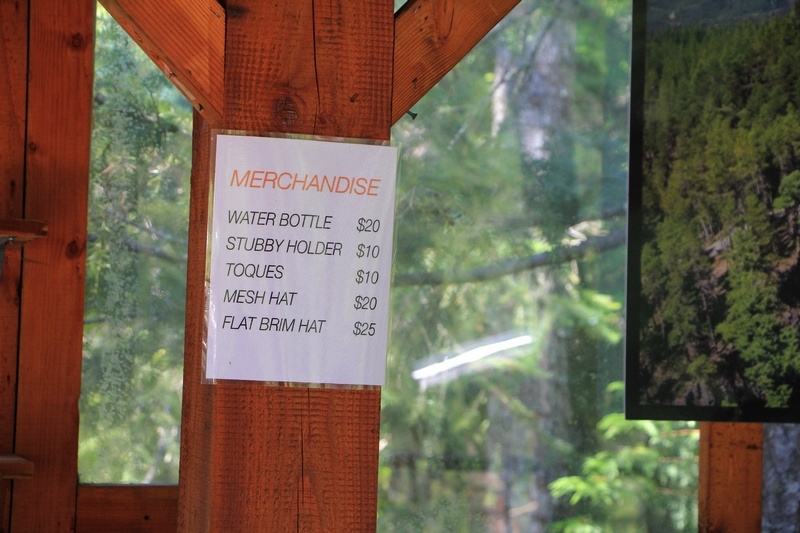 MERCHANDISE
WATER BOTTLE $20
STUBBY HOLDER $10
TOQUES $10
MESH HAT $20
FLAT BRIM HAT $25